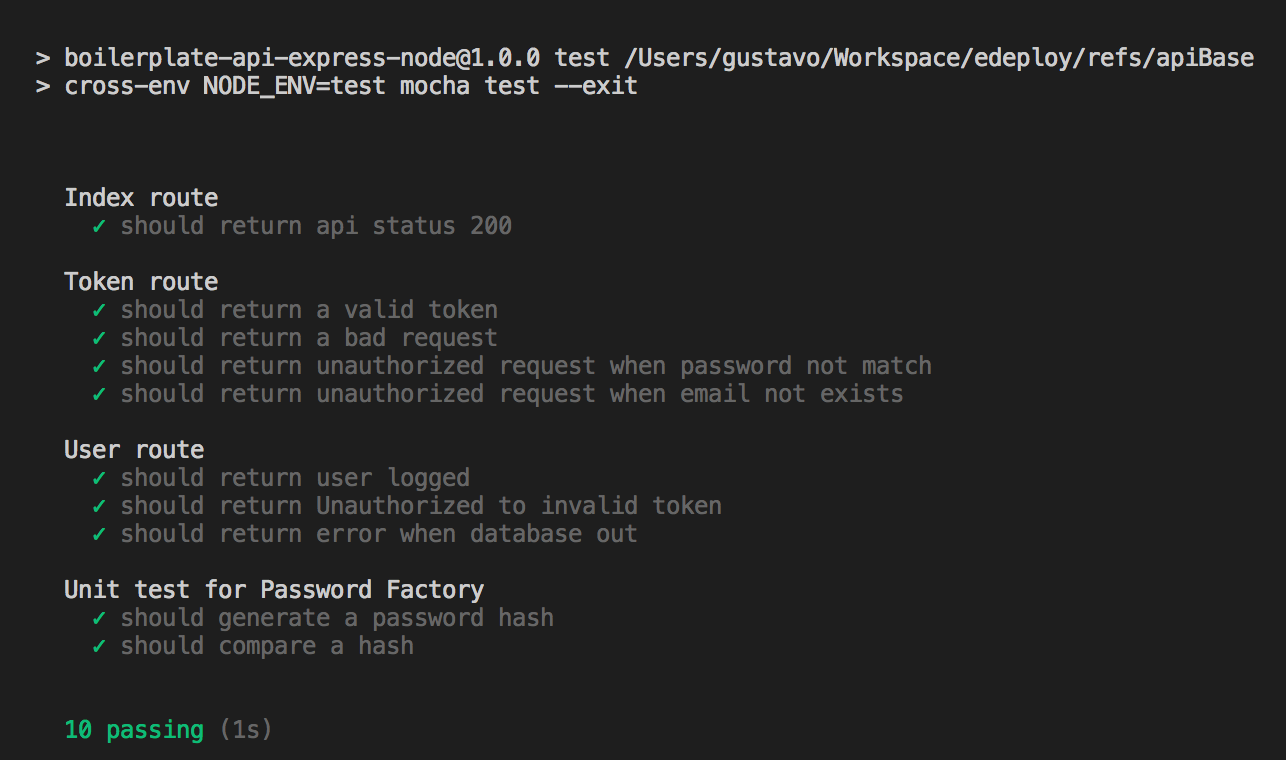 > boilerplate-api-express-node@1.0.0 test /Users/gustavo/Workspace/edeploy/refs/apiBase
> cross-env NODE_ENV=test mocha test --exit
Index route
✓ should return api status 200
Token route
✓ should return a valid token
✓ should return a bad request
✓ should return unauthorized request when password not match
✓ should return unauthorized request when email not exists
User route
✓ should return user logged
✓ should return Unauthorized to invalid token
✓ should return error when database out
Unit test for Password Factory
✓ should generate a password hash
✓ should compare a hash
10 passing (1s)